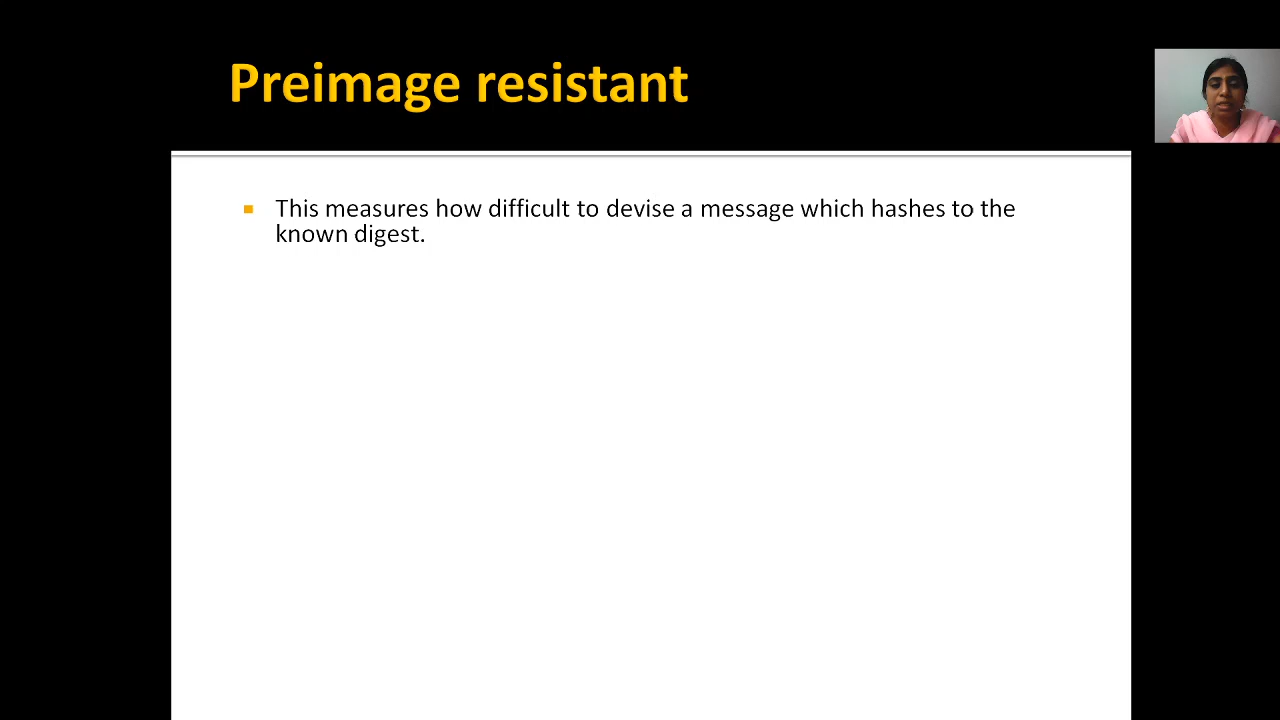 Preimage resistant
This measures how difficult to devise a message which hashes to the
known digest.